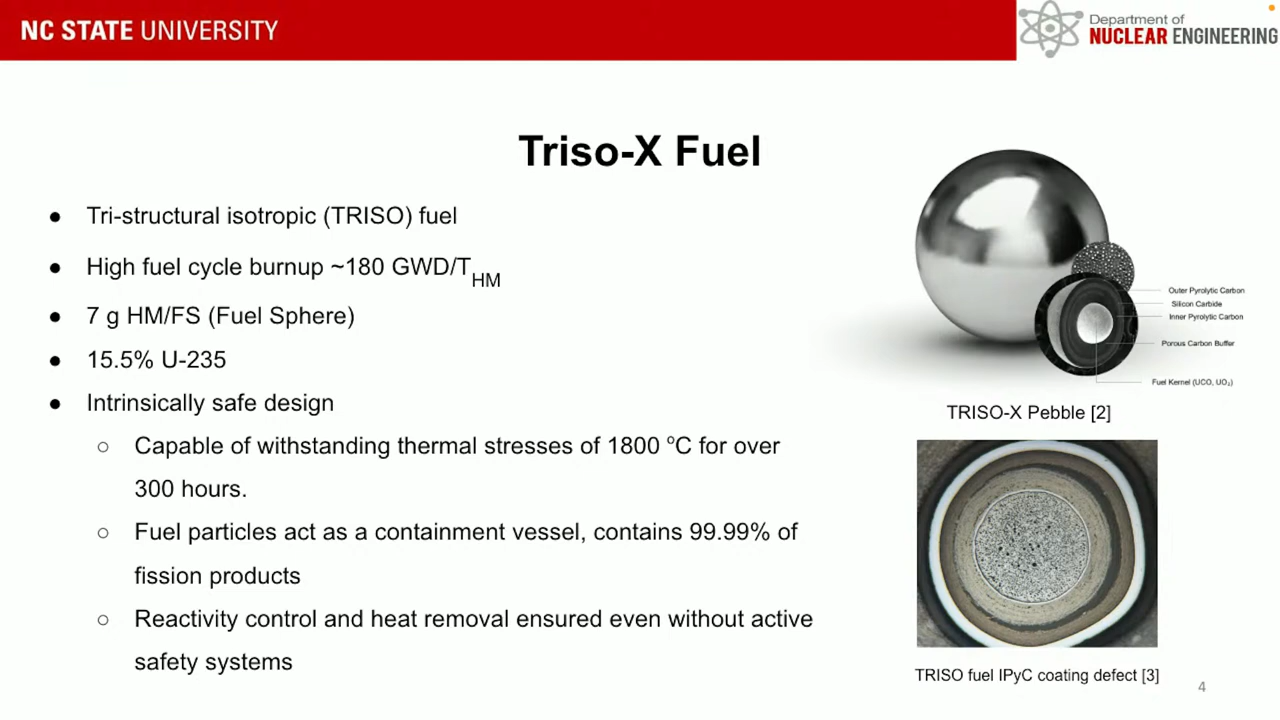 NC STATE UNIVERSITY
Department of
NUCLEAR ENGINEERING
Triso-X Fuel
● Tri-structural isotropic (TRISO) fuel
● High fuel cycle burnup ~180 GWD/THM
● 7 g HM/FS (Fuel Sphere)
● 15.5% U-235
● Intrinsically safe design
○ Capable of withstanding thermal stresses of 1800 ºC for over
300 hours.
○ Fuel particles act as a containment vessel, contains 99.99% of
fission products
○ Reactivity control and heat removal ensured even without active
safety systems
Outer Pyrolytic Carbon
Silicon Carbide
Inner Pyrolytic Carbon
Porous Carbon Buffer
Fuel Kernel (UCO, UO₂)
TRISO-X Pebble [2]
TRISO fuel IPyC coating defect [3]
4